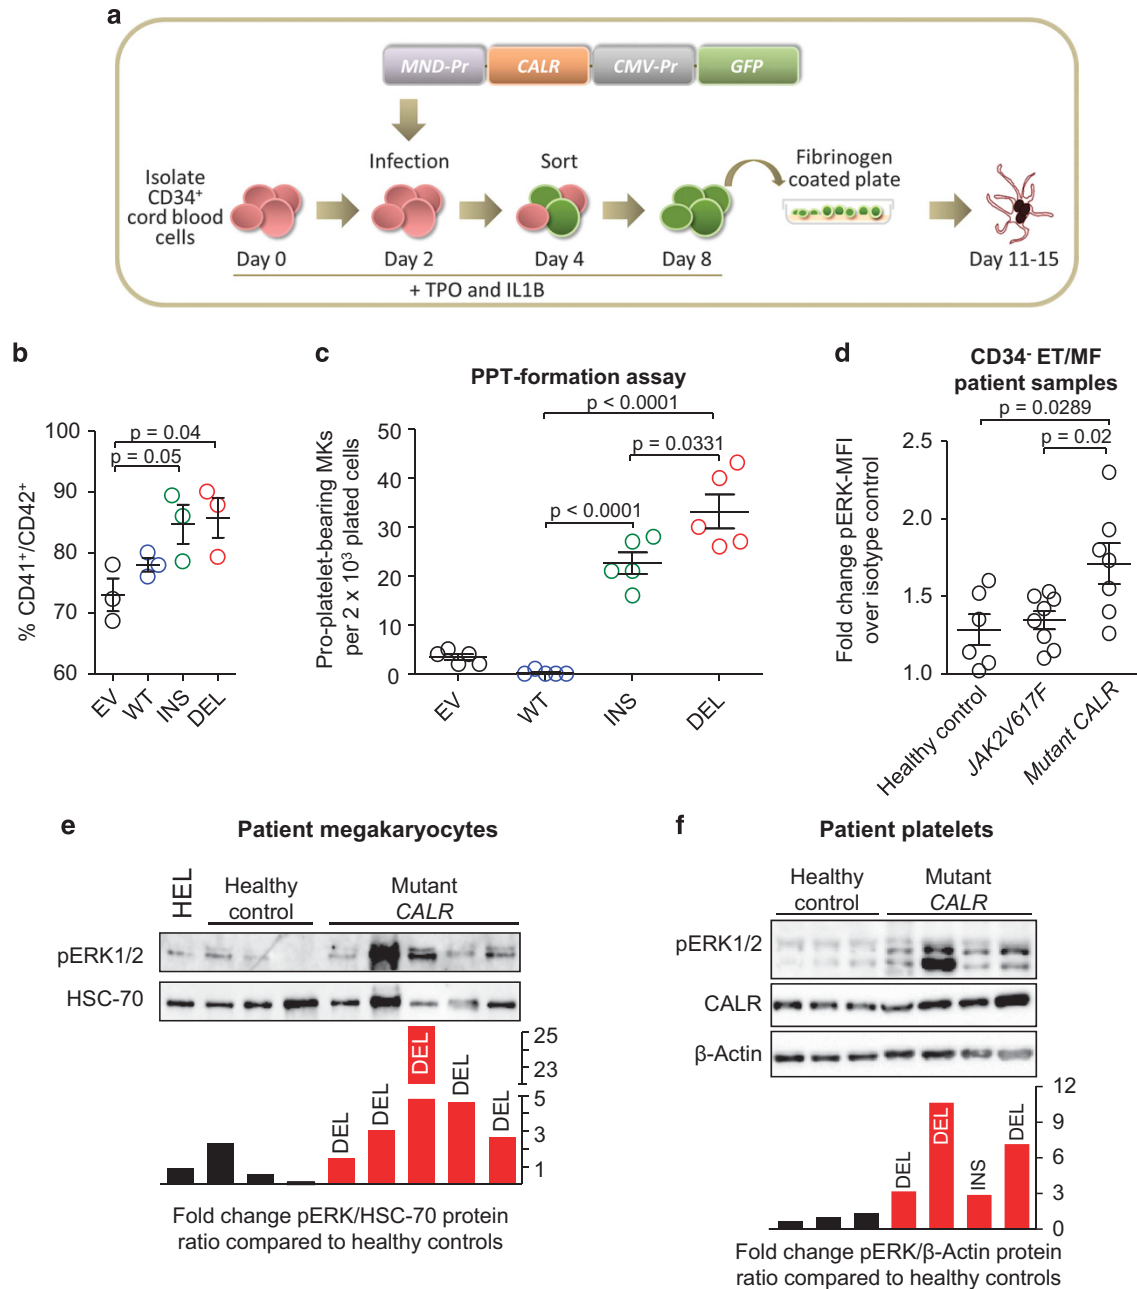 a
MND-Pr CALR CMV-Pr GFP
Isolate
CD34+
cord blood
cells
Infection
Sort
Fibrinogen
coated plate
Day 0
Day 2
Day 4
Day 8
Day 11-15
+ TPO and IL1B
b
% CD41+/CD42+
100
90
80
70
60
p = 0.04
p = 0.05
EV
WT
INS
DEL
c
PPT-formation assay
Pro-platelet-bearing MKs
per 2 x 10³ plated cells
50
40
30
20
10
0
p < 0.0001
p = 0.0331
p < 0.0001
EV
WT
INS
DEL
d
CD34- ET/MF
patient samples
p = 0.0289
p = 0.02
Fold change pERK-MFI
over isotype control
2.5
2.0
1.5
1.0
Healthy control
JAK2V617F
Mutant CALR
e
Patient megakaryocytes
HEL
Healthy
control
Mutant
CALR
pERK1/2
HSC-70
25
23
5
3
1
DEL
DEL
DEL
DEL
DEL
Fold change pERK/HSC-70 protein
ratio compared to healthy controls
f
Patient platelets
Healthy
control
Mutant
CALR
pERK1/2
CALR
β-Actin
12
9
6
3
0
DEL
DEL
INS
DEL
Fold change pERK/β-Actin protein
ratio compared to healthy controls